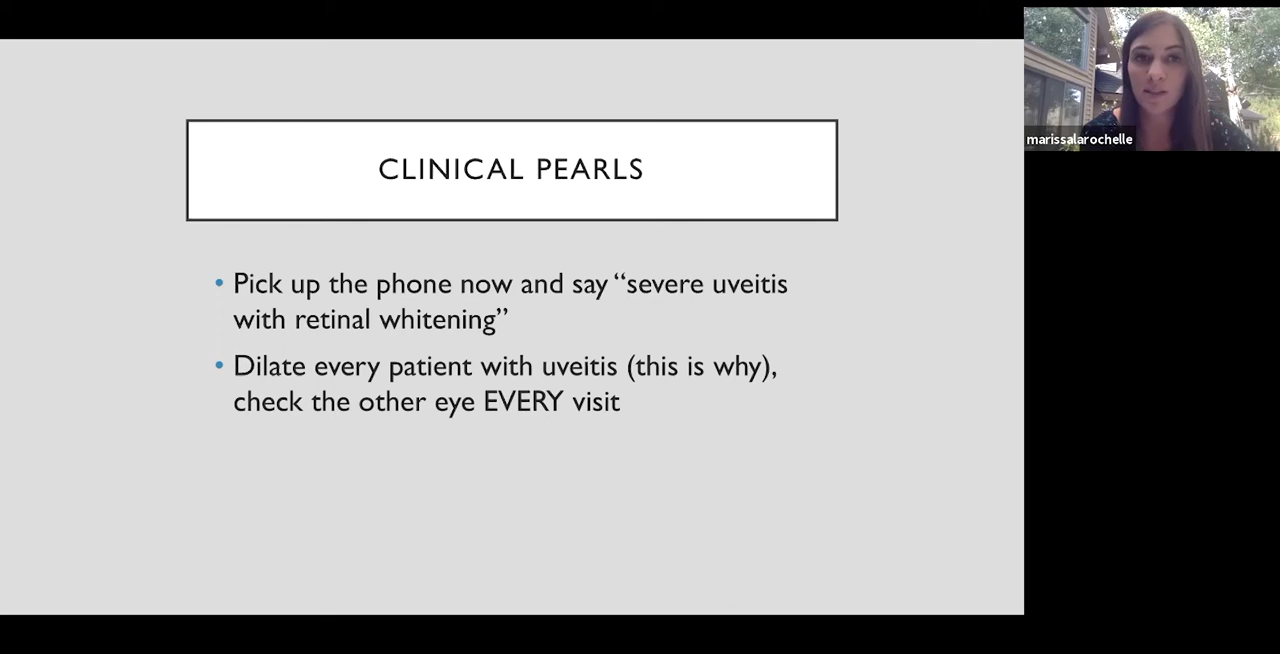 CLINICAL PEARLS
• Pick up the phone now and say “severe uveitis
with retinal whitening”
• Dilate every patient with uveitis (this is why),
check the other eye EVERY visit
marissalarochelle